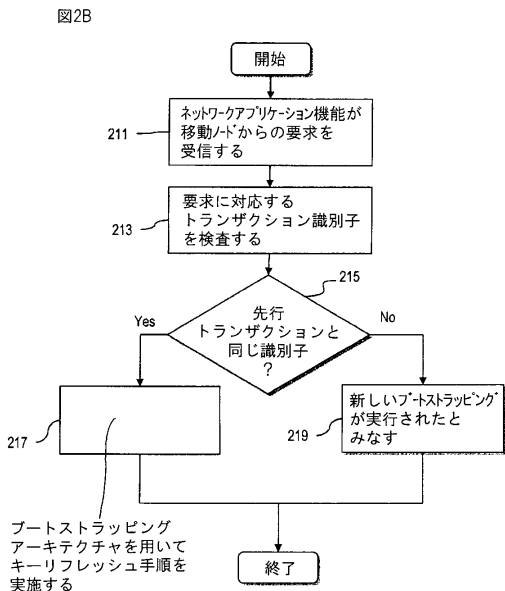 図2B
開始
ネットワークアプリケーション機能が
移動ノードからの要求を
受信する
211
要求に対応する
トランザクション識別子
を検査する
213
215
先行
トランザクションと
同じ識別子
?
Yes
No
217
新しいブートストラッピング
が実行されたと
みなす
219
ブートストラッピング
アーキテクチャを用いて
キーリフレッシュ手順を
実施する
終了